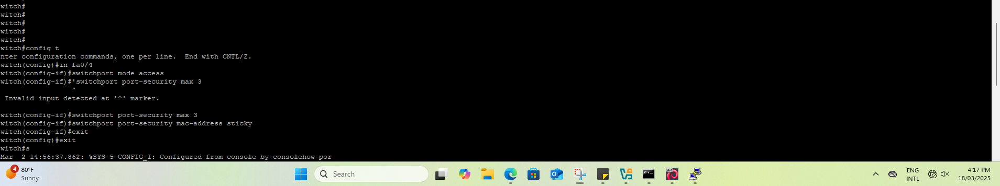 witch#
witch#
witch#
witch#
witch#
witch#config t
nter configuration commands, one per line.  End with CNTL/Z.
witch(config)#in fa0/4
witch(config-if)#switchport mode access
witch(config-if)#'switchport port-security max 3
^
Invalid input detected at '^' marker.
witch(config-if)#switchport port-security max 3
witch(config-if)#switchport port-security mac-address sticky
witch(config-if)#exit
witch(config)#exit
witch#s
Mar  2 14:56:37.862: %SYS-5-CONFIG_I: Configured from console by consolehow por
4
80°F
Sunny
Search
ENG
INTL
4:17 PM
18/03/2025